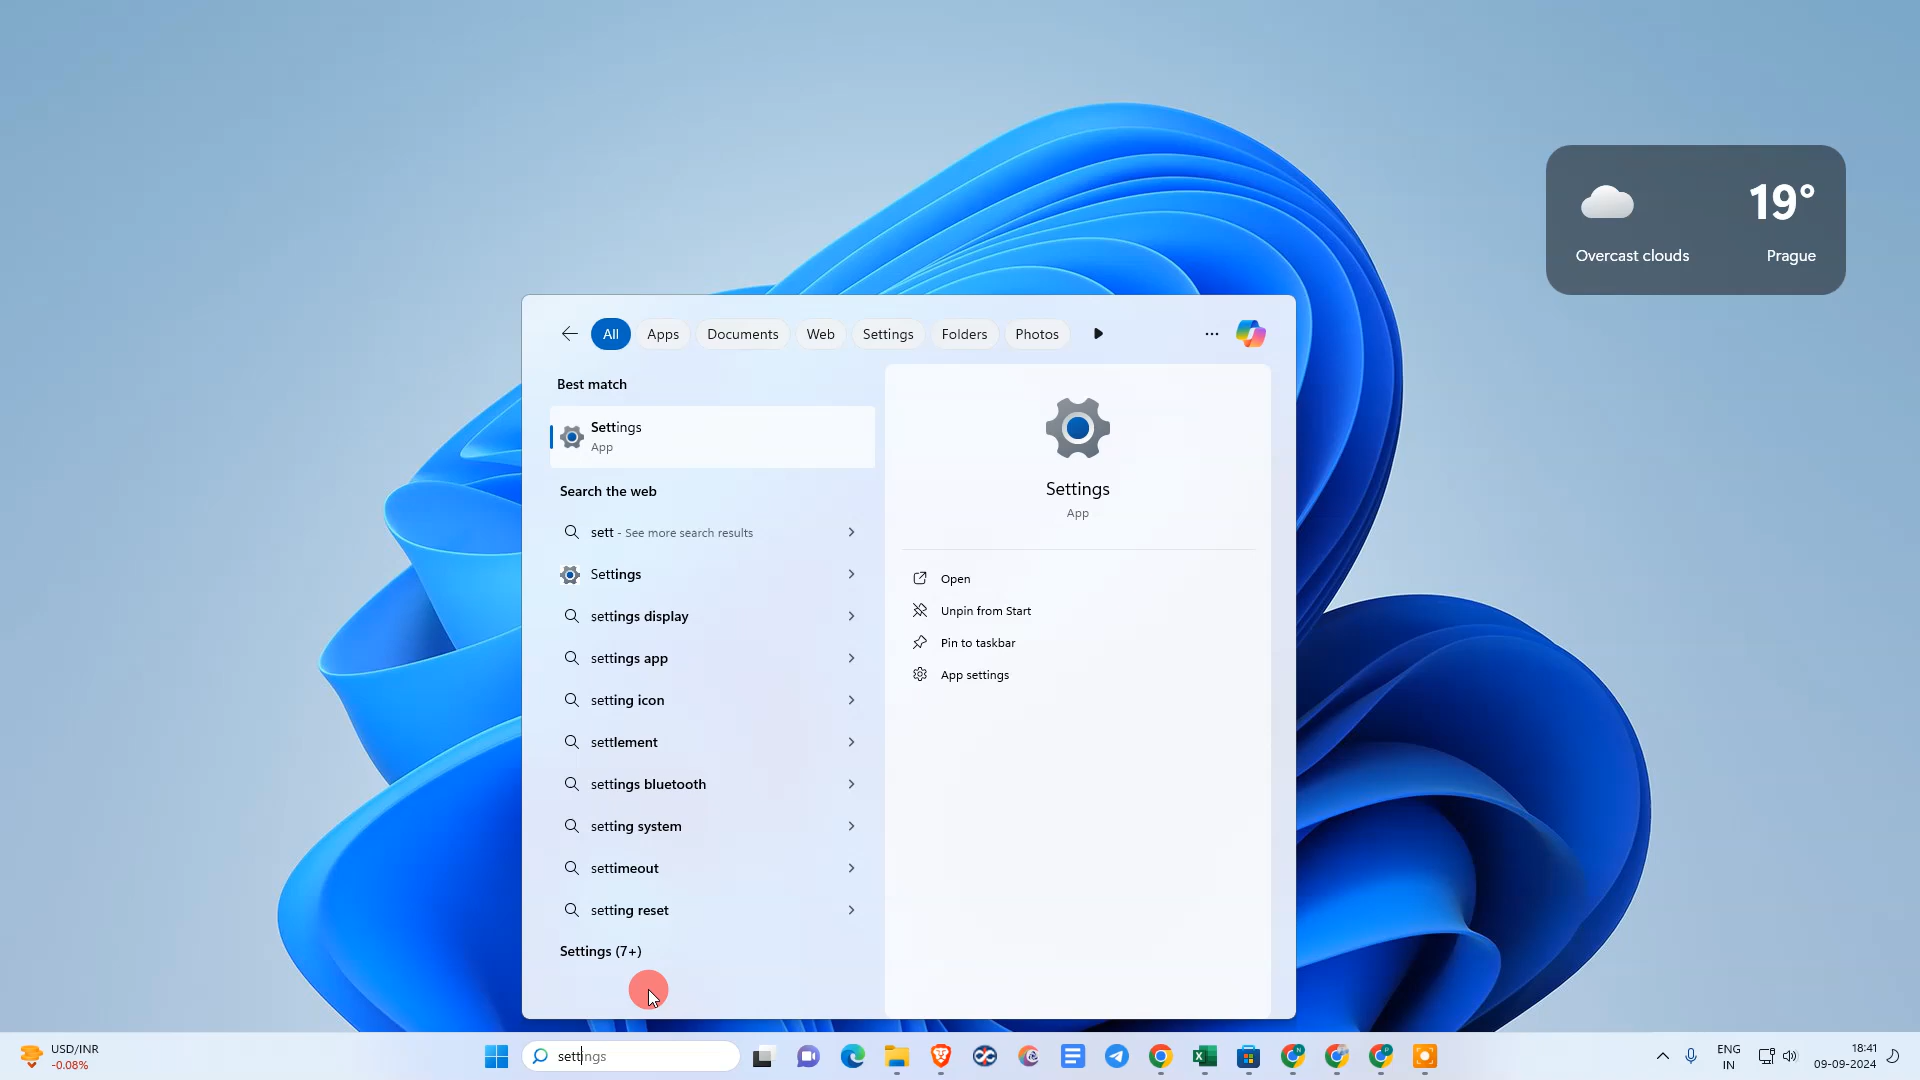 19°
Overcast clouds
Prague
All
Apps
Documents
Web
Settings
Folders
Photos
Best match
Settings
App
Search the web
sett - See more search results
Settings
settings display
settings app
setting icon
settlement
settings bluetooth
setting system
settimeout
setting reset
Settings (7+)
Settings
App
Open
Unpin from Start
Pin to taskbar
App settings
USD/INR
-0.08%
settings
ENG
IN
18:41
09-09-2024